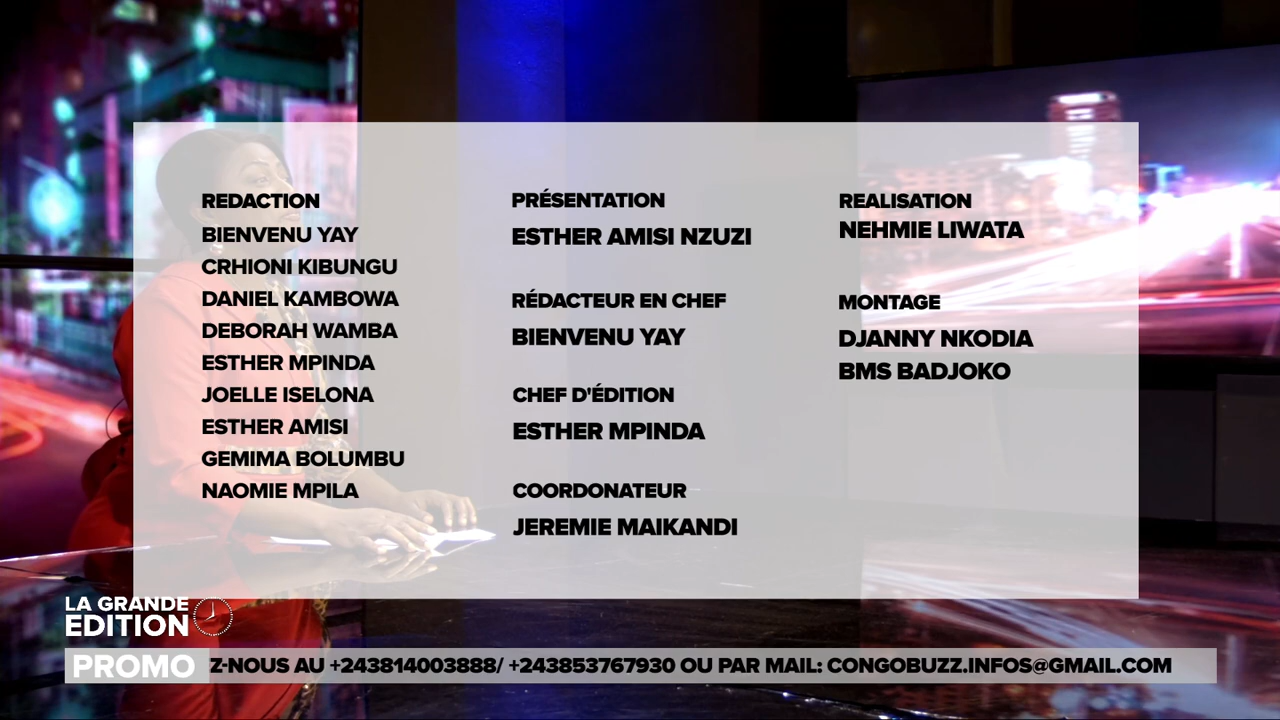 REDACTION
BIENVENU YAY
CRHIONI KIBUNGU
DANIEL KAMBOWA
DEBORAH WAMBA
ESTHER MPINDA
JOELLE ISELONA
ESTHER AMISI
GEMIMA BOLUMBU
NAOMIE MPILA
PRÉSENTATION
ESTHER AMISI NZUZI
RÉDACTEUR EN CHEF
BIENVENU YAY
CHEF D'ÉDITION
ESTHER MPINDA
COORDONATEUR
JEREMIE MAIKANDI
REALISATION
NEHMIE LIWATA
MONTAGE
DJANNY NKODIA
BMS BADJOKO
LA GRANDE
EDITION
PROMO
Z-NOUS AU +243814003888/ +243853767930 OU PAR MAIL: CONGOBUZZ.INFOS@GMAIL.COM